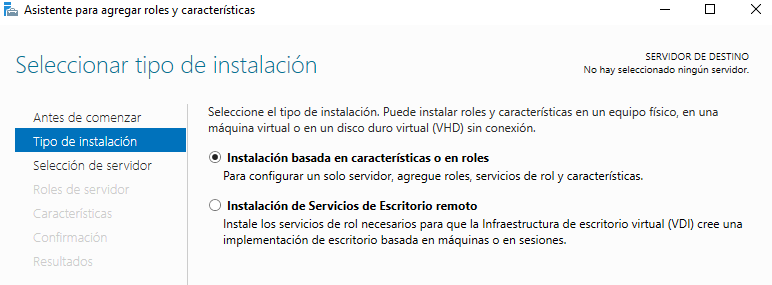 Asistente para agregar roles y características
Seleccionar tipo de instalación
SERVIDOR DE DESTINO
No hay seleccionado ningún servidor.
Antes de comenzar
Tipo de instalación
Selección de servidor
Roles de servidor
Características
Confirmación
Resultados
Seleccione el tipo de instalación. Puede instalar roles y características en un equipo físico, en una
máquina virtual o en un disco duro virtual (VHD) sin conexión.
Instalación basada en características o en roles
Para configurar un solo servidor, agregue roles, servicios de rol y características.
Instalación de Servicios de Escritorio remoto
Instale los servicios de rol necesarios para que la Infraestructura de escritorio virtual (VDI) cree una
implementación de escritorio basada en máquinas o en sesiones.